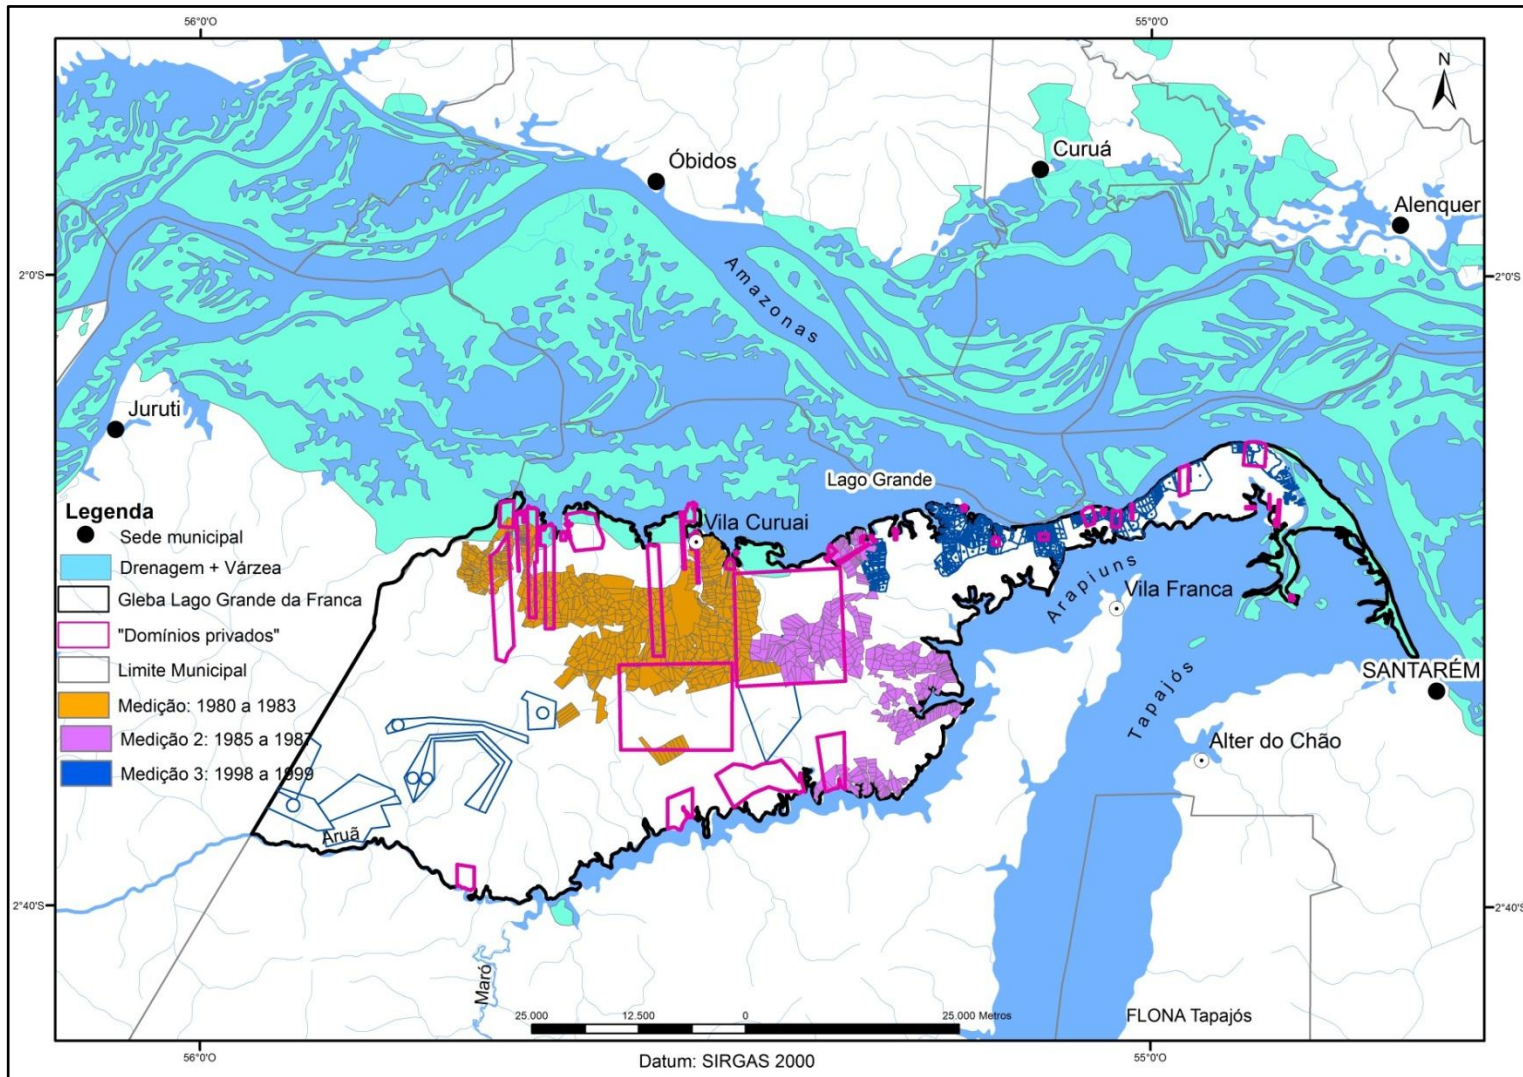 56°0'O
55°0'O
N
Óbidos
Curuá
Alenquer
2°0'S
2°0'S
Amazonas
Juruti
Lago Grande
Legenda
Sede municipal
Drenagem + Várzea
Gleba Lago Grande da Franca
"Domínios privados"
Limite Municipal
Medição: 1980 a 1983
Medição 2: 1985 a 1987
Medição 3: 1998 a 1999
Vila Curuai
Arapiuns
Vila Franca
SANTARÉM
Tapajós
Alter do Chão
Aruã
2°40'S
2°40'S
Maró
25.000
12.500
0
25.000 Metros
FLONA Tapajós
56°0'O
55°0'O
Datum: SIRGAS 2000